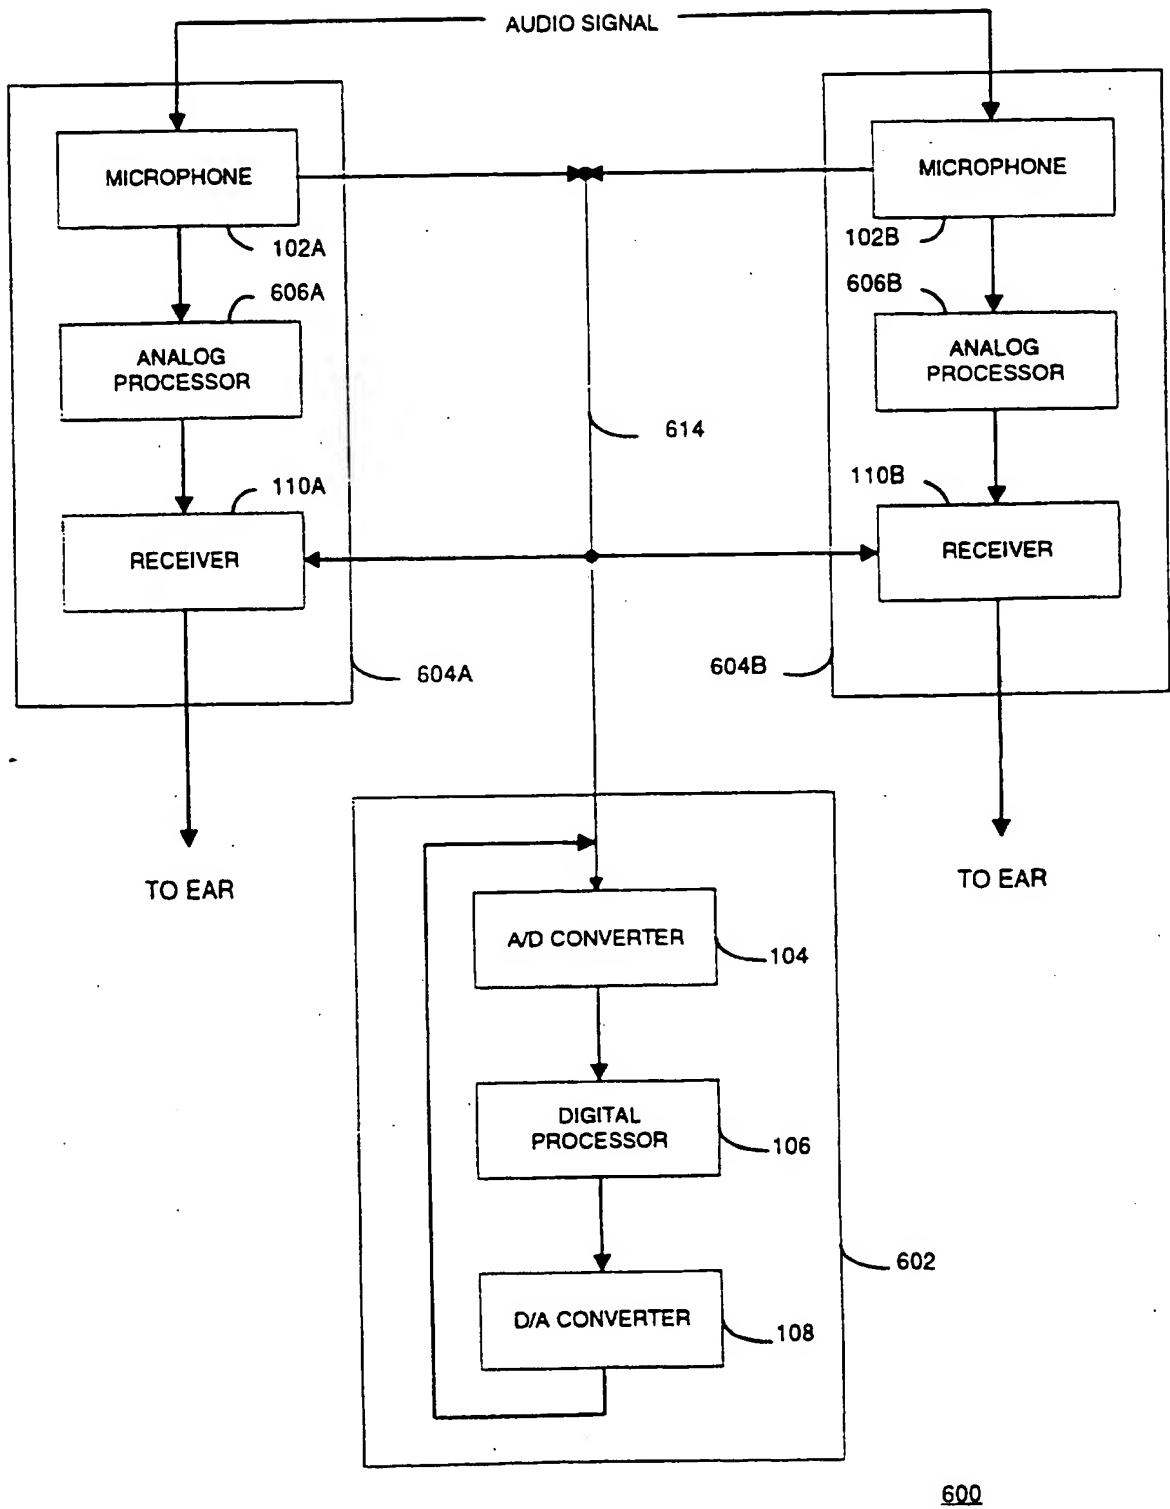 AUDIO SIGNAL
MICROPHONE
102A
606A
ANALOG
PROCESSOR
110A
RECEIVER
604A
TO EAR
614
MICROPHONE
102B
606B
ANALOG
PROCESSOR
110B
RECEIVER
604B
TO EAR
A/D CONVERTER
104
DIGITAL
PROCESSOR
106
602
D/A CONVERTER
108
600